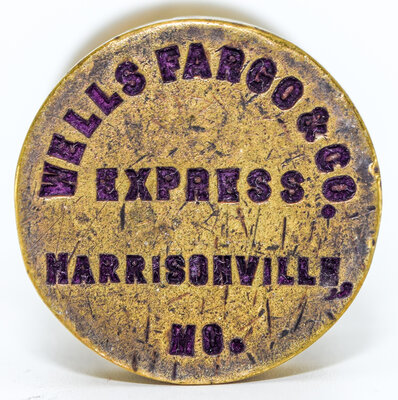 WELLS FARGO & CO.
EXPRESS.
HARRISONVILLE,
MO.